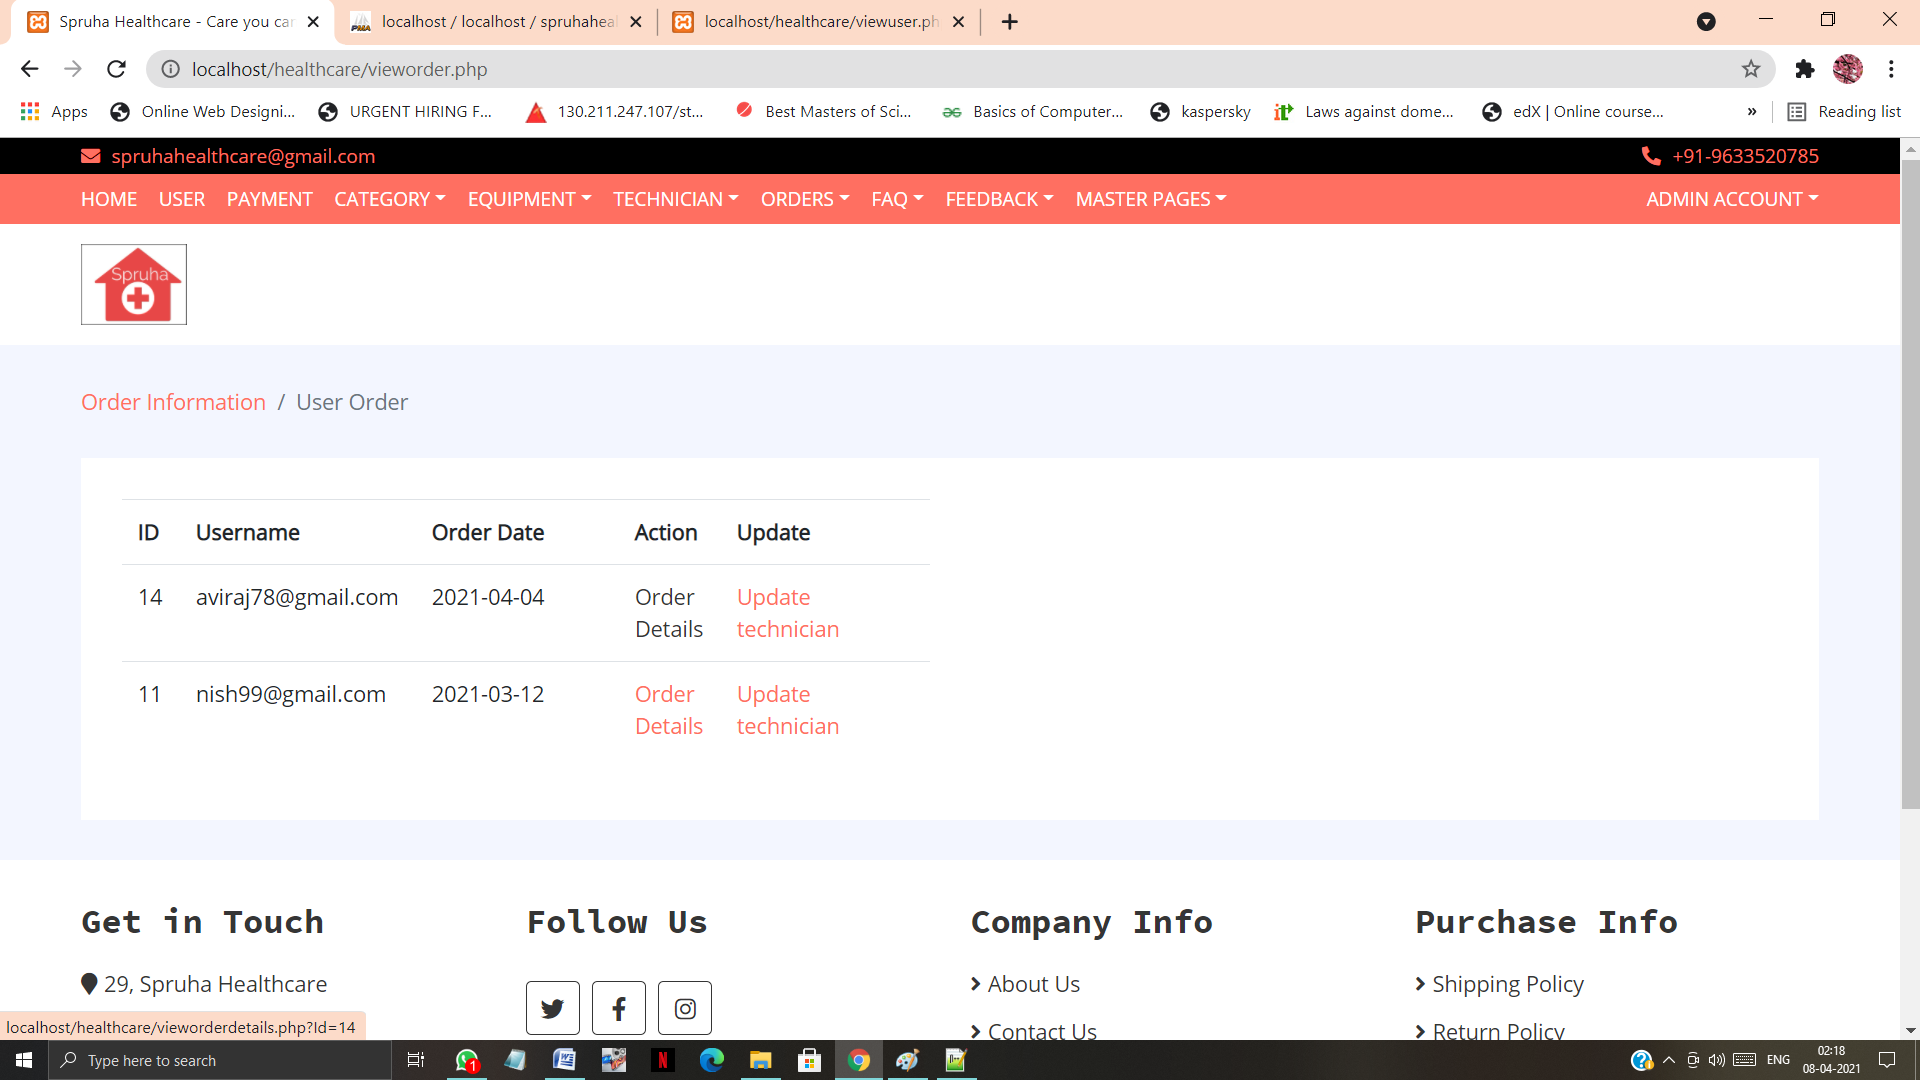 Spruha Healthcare - Care you car
localhost / localhost / spruhaheal
localhost/healthcare/viewuser.ph
localhost/healthcare/vieworder.php
Apps
Online Web Designi...
URGENT HIRING F...
130.211.247.107/st...
Best Masters of Sci...
Basics of Computer...
kaspersky
Laws against dome...
edX | Online course...
»
Reading list
spruhahealthcare@gmail.com
+91-9633520785
HOME
USER
PAYMENT
CATEGORY
EQUIPMENT
TECHNICIAN
ORDERS
FAQ
FEEDBACK
MASTER PAGES
ADMIN ACCOUNT
Spruha
Order Information / User Order
ID Username Order Date Action Update
14 aviraj78@gmail.com 2021-04-04 Order Details Update technician
11 nish99@gmail.com 2021-03-12 Order Details Update technician
Get in Touch
29, Spruha Healthcare
Follow Us
Company Info
About Us
Contact Us
Purchase Info
Shipping Policy
Return Policy
localhost/healthcare/vieworderdetails.php?Id=14
Type here to search
1
ENG
02:18
08-04-2021